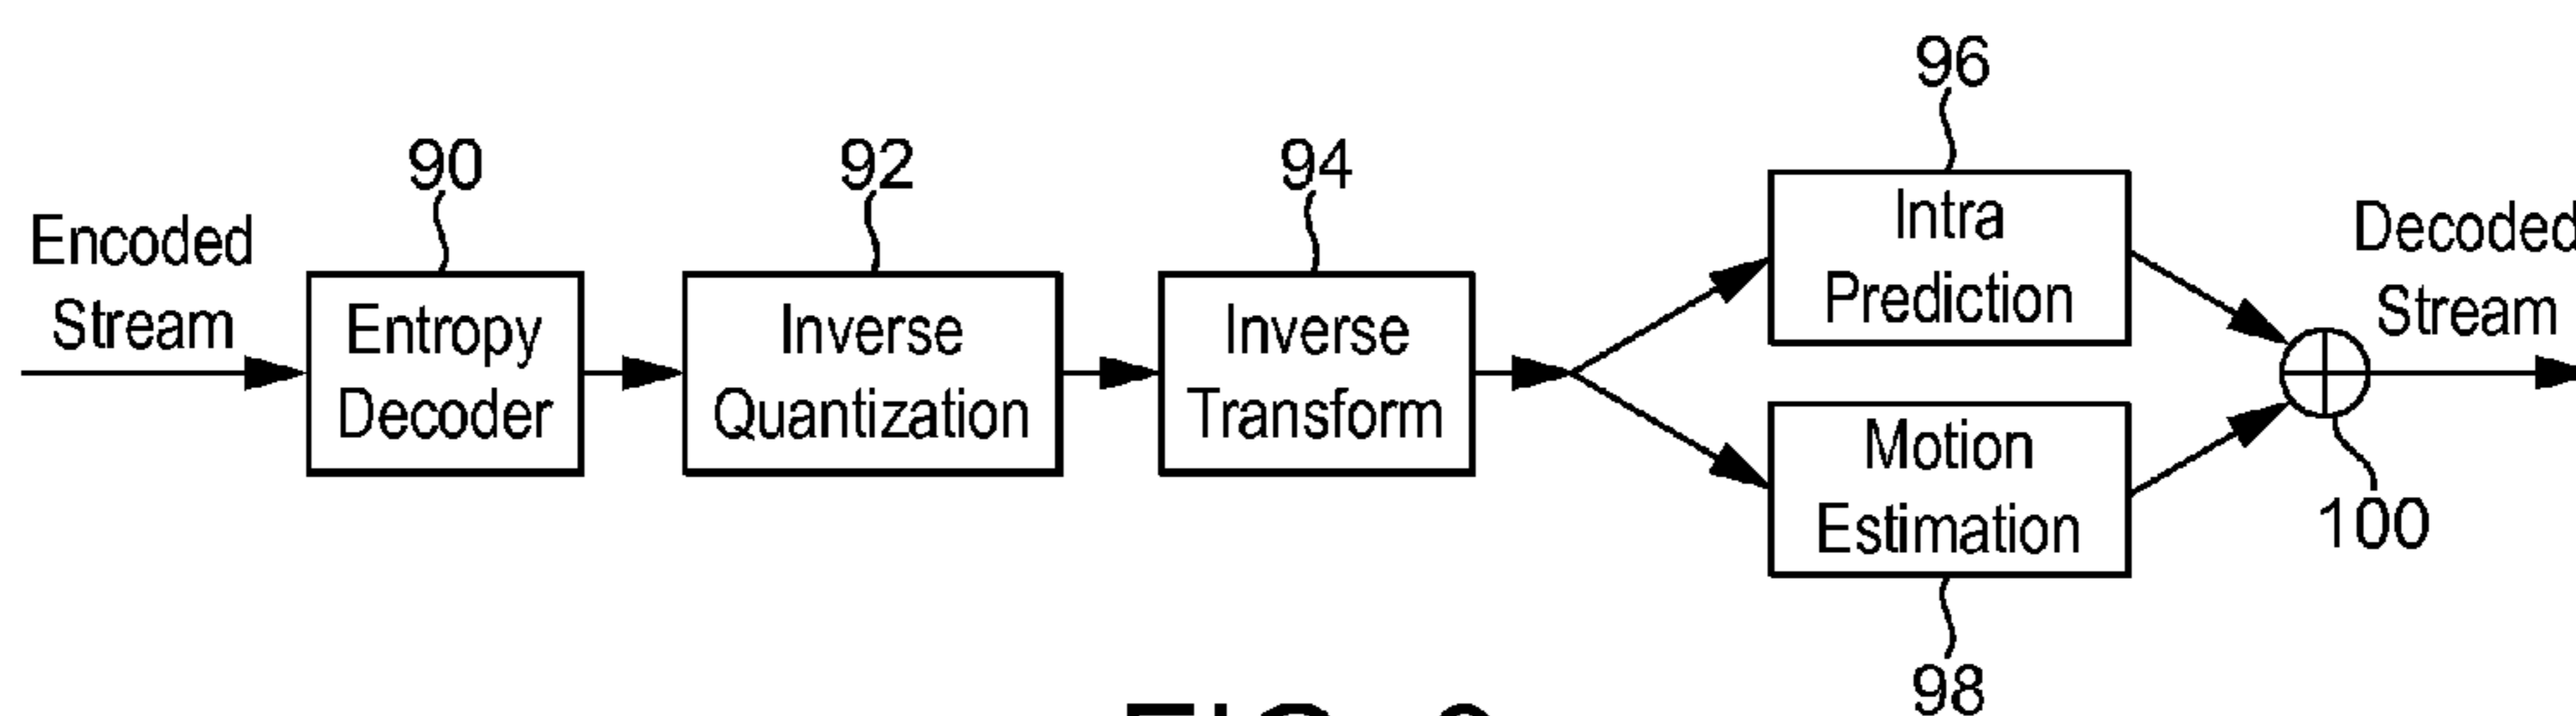 96
90
92
94
Encoded
Stream
Entropy
Decoder
Inverse
Quantization
Inverse
Transform
Intra
Prediction
Motion
Estimation
Decoded
Stream
100
98